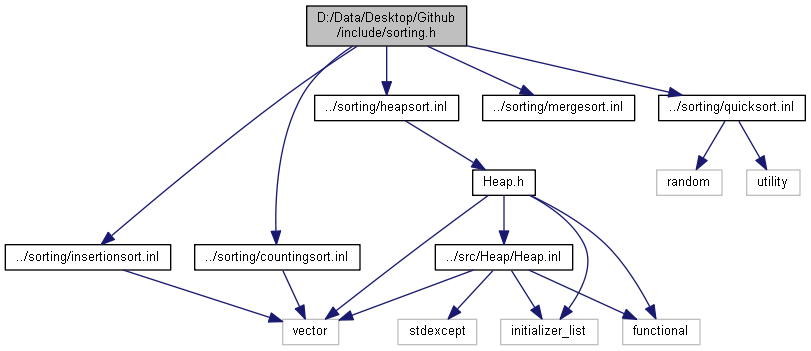 D:/Data/Desktop/Github
/include/sorting.h
../sorting/heapsort.inl
../sorting/mergesort.inl
../sorting/quicksort.inl
Heap.h
random
utility
../sorting/insertionsort.inl
../sorting/countingsort.inl
../src/Heap/Heap.inl
vector
stdexcept
initializer_list
functional